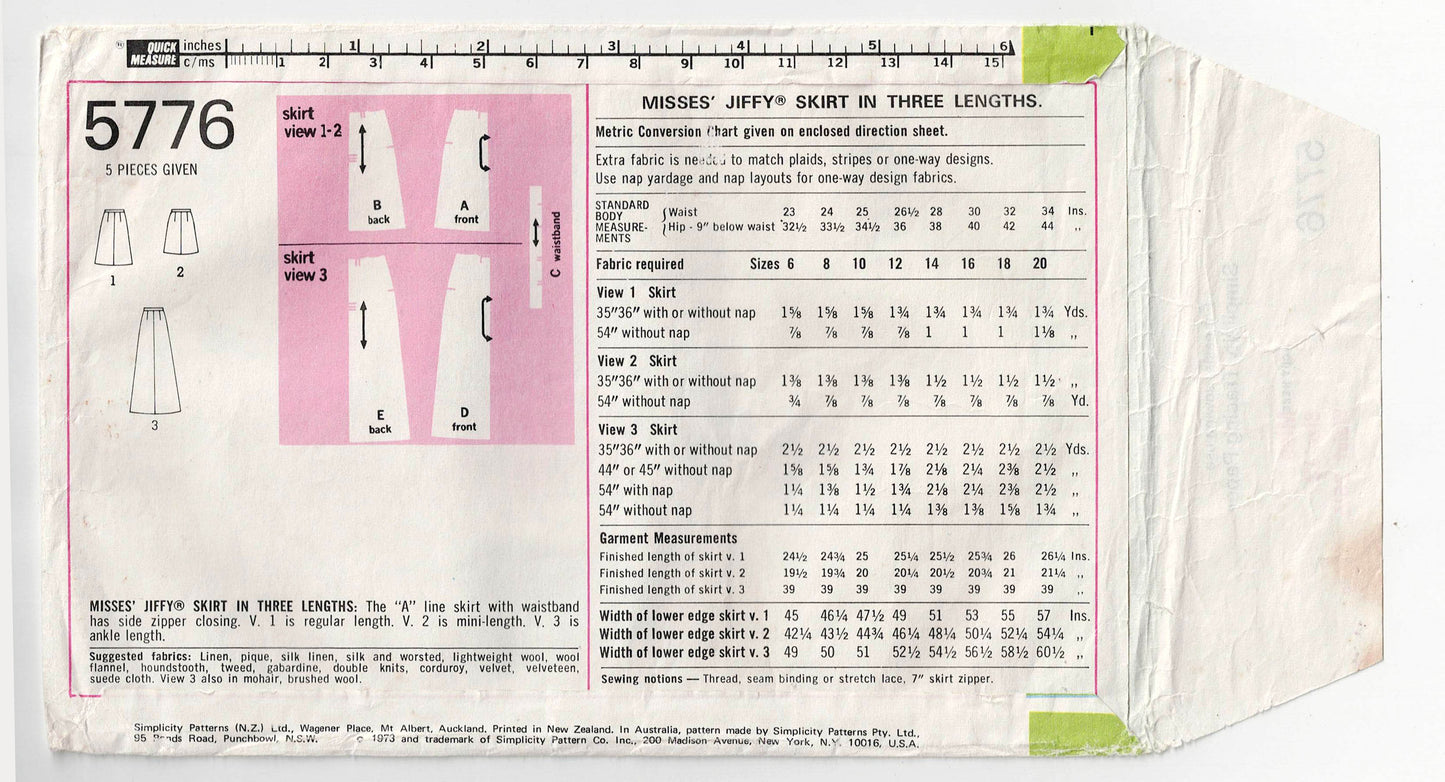 QUICK MEASURE
inches 1 2 3 4 5 6
c/ms 1 2 3 4 5 6 7 8 9 10 11 12 13 14 15
5776
5 PIECES GIVEN
1
2
3
skirt
view 1-2
B
back
A
front
skirt
view 3
E
back
D
front
C waistband
MISSES' JIFFY® SKIRT IN THREE LENGTHS: The "A" line skirt with waistband
has side zipper closing. V. 1 is regular length. V. 2 is mini-length. V. 3 is
ankle length.
Suggested fabrics: Linen, pique, silk linen, silk and worsted, lightweight wool, wool
flannel, houndstooth, tweed, gabardine, double knits, corduroy, velvet, velveteen,
suede cloth. View 3 also in mohair, brushed wool.
MISSES' JIFFY® SKIRT IN THREE LENGTHS.
Metric Conversion Chart given on enclosed direction sheet.
Extra fabric is needed to match plaids, stripes or one-way designs.
Use nap yardage and nap layouts for one-way design fabrics.
STANDARD
BODY
MEASURE-
MENTS
Waist 23 24 25 26½ 28 30 32 34 Ins.
Hip - 9" below waist 32½ 33½ 34½ 36 38 40 42 44 ,,
Fabric required Sizes 6 8 10 12 14 16 18 20
View 1 Skirt
35"36" with or without nap 1⅝ 1⅝ 1⅝ 1¾ 1¾ 1¾ 1¾ 1¾ Yds.
54" without nap ⅞ ⅞ ⅞ ⅞ 1 1 1 1⅛ ,,
View 2 Skirt
35"36" with or without nap 1⅜ 1⅜ 1⅜ 1⅜ 1½ 1½ 1½ 1½ ,,
54" without nap ¾ ⅞ ⅞ ⅞ ⅞ ⅞ ⅞ ⅞ Yd.
View 3 Skirt
35"36" with or without nap 2½ 2½ 2½ 2½ 2½ 2½ 2½ 2½ Yds.
44" or 45" without nap 1⅝ 1⅝ 1¾ 1⅞ 2⅛ 2¼ 2⅜ 2½ ,,
54" with nap 1¼ 1⅜ 1½ 1¾ 2⅛ 2¼ 2⅜ 2½ ,,
54" without nap 1¼ 1¼ 1¼ 1¼ 1⅜ 1⅜ 1⅝ 1¾ ,,
Garment Measurements
Finished length of skirt v. 1 24½ 24¾ 25 25¼ 25½ 25¾ 26 26¼ Ins.
Finished length of skirt v. 2 19½ 19¾ 20 20¼ 20½ 20¾ 21 21¼ ,,
Finished length of skirt v. 3 39 39 39 39 39 39 39 39 ,,
Width of lower edge skirt v. 1 45 46¼ 47½ 49 51 53 55 57 Ins.
Width of lower edge skirt v. 2 42¼ 43½ 44¾ 46¼ 48¼ 50¼ 52¼ 54¼ ,,
Width of lower edge skirt v. 3 49 50 51 52½ 54½ 56½ 58½ 60½ ,,
Sewing notions — Thread, seam binding or stretch lace, 7" skirt zipper.
Simplicity Patterns (N.Z.) Ltd., Wagener Place, Mt Albert, Auckland. Printed in New Zealand. In Australia, pattern made by Simplicity Patterns Pty. Ltd.,
95 Road, Punchbowl, N.S.W. © 1973 and trademark of Simplicity Pattern Co. Inc., 200 Madison Avenue, New York, N.Y. 10016, U.S.A.